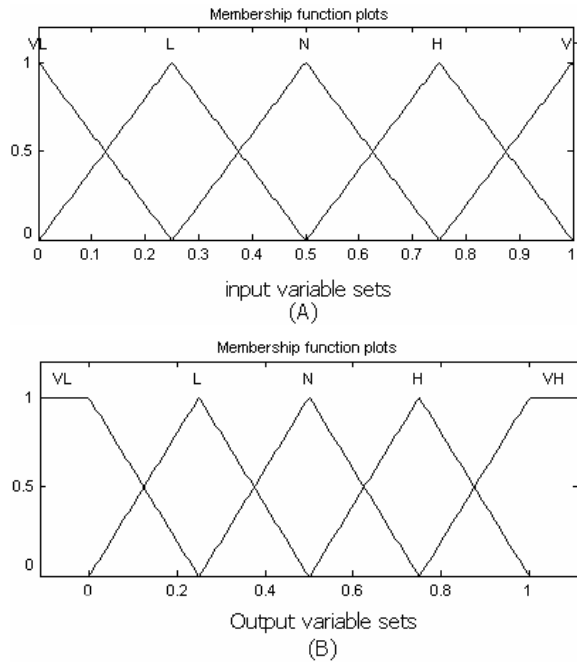 Membership function plots
VL L N H V
1
0.5
0
0 0.1 0.2 0.3 0.4 0.5 0.6 0.7 0.8 0.9 1
input variable sets
(A)
Membership function plots
VL L N H VH
1
0.5
0
0 0.2 0.4 0.6 0.8 1
Output variable sets
(B)